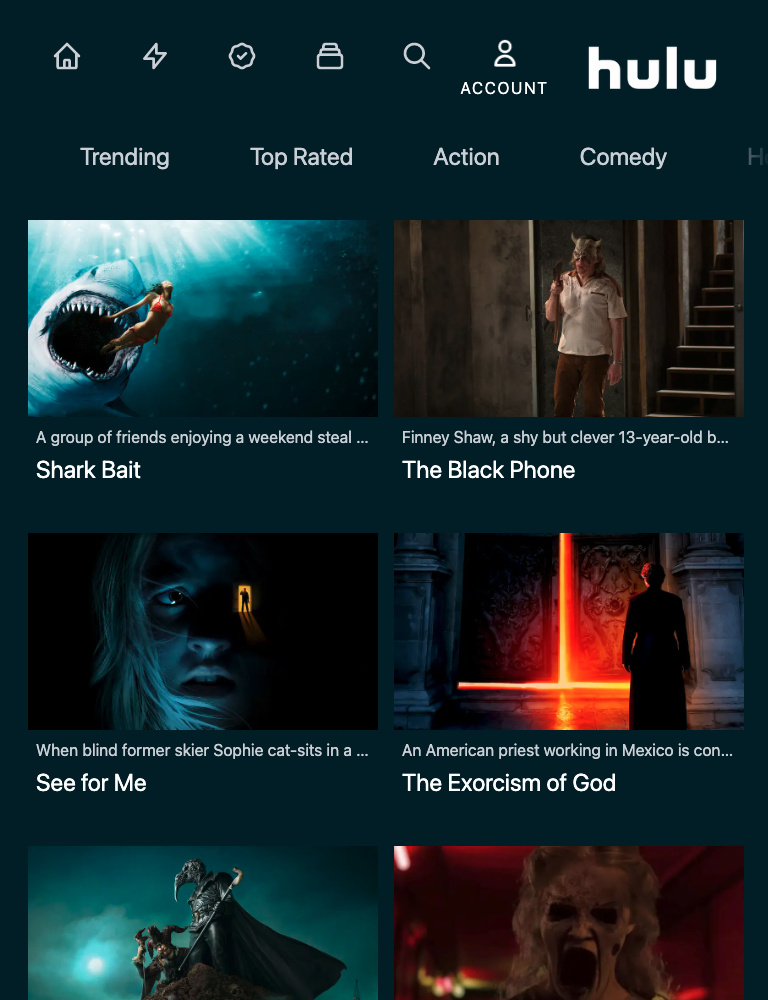 ACCOUNT
hulu
Trending Top Rated Action Comedy
A group of friends enjoying a weekend steal ...
Shark Bait
Finney Shaw, a shy but clever 13-year-old b...
The Black Phone
When blind former skier Sophie cat-sits in a ...
See for Me
An American priest working in Mexico is con...
The Exorcism of God